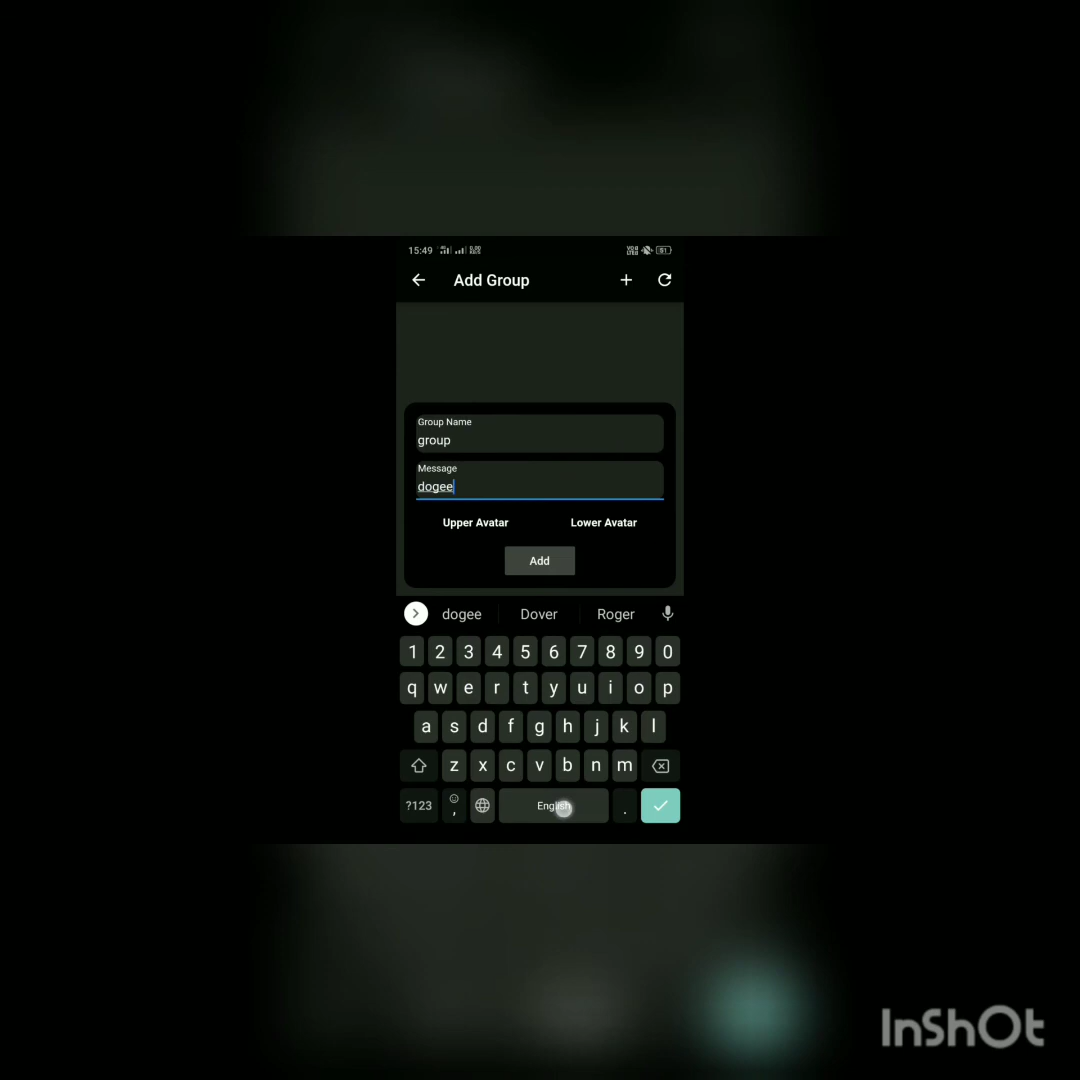 15:49
Add Group
Group Name
group
Message
dogee
Upper Avatar Lower Avatar
Add
dogee Dover Roger
1 2 3 4 5 6 7 8 9 0
q w e r t y u i o p
a s d f g h j k l
z x c v b n m
?123 , English .
InShOt